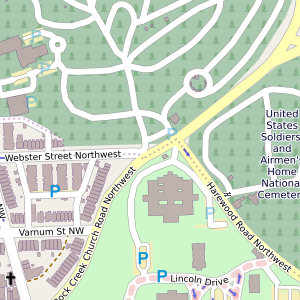 United
States
Soldiers'
and
Airmen's
Home
National
Cemetery
Webster Street Northwest
Harewood Road Northwest
Rock Creek Church Road Northwest
Varnum St NW
NW
Lincoln Drive
P
P
P
P
P
P
P
P
P